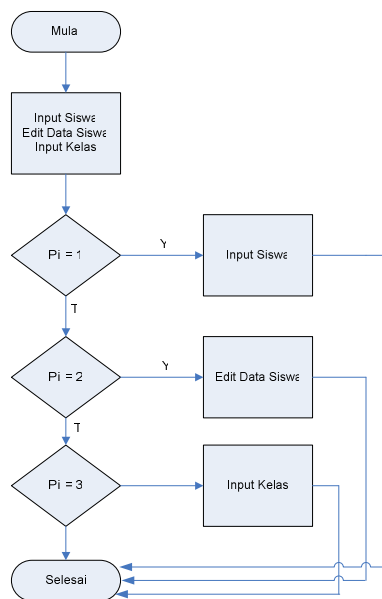 Mula
Input Siswa
Edit Data Siswa
Input Kelas
Pi = 1
Y
Input Siswa
T
Pi = 2
Y
Edit Data Siswa
T
Pi = 3
Input Kelas
Selesai